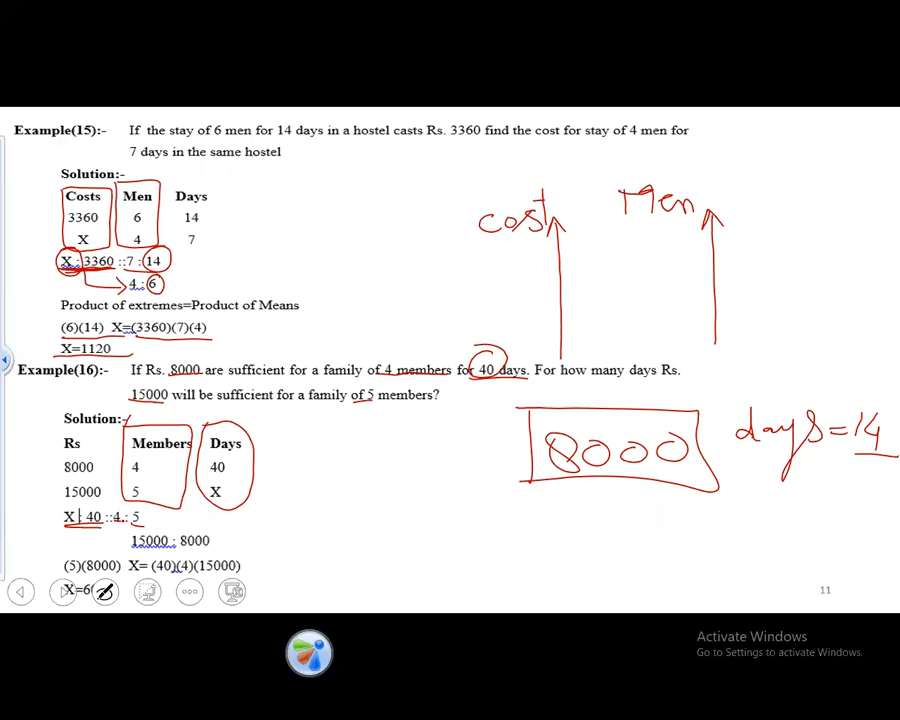 Example(15):- If the stay of 6 men for 14 days in a hostel casts Rs. 3360 find the cost for stay of 4 men for
7 days in the same hostel
Solution:-
Costs Men Days
3360 6 14
X 4 7
X : 3360 ::7 : 14
4 : 6
Product of extremes=Product of Means
(6)(14) X=(3360)(7)(4)
X=1120
cost Men
Example(16):- If Rs. 8000 are sufficient for a family of 4 members for 40 days. For how many days Rs.
15000 will be sufficient for a family of 5 members?
Solution:-
Rs Members Days
8000 4 40
15000 5 X
X : 40 ::4 : 5
15000 : 8000
(5)(8000) X= (40)(4)(15000)
8000 days=14
11
Activate Windows
Go to Settings to activate Windows.